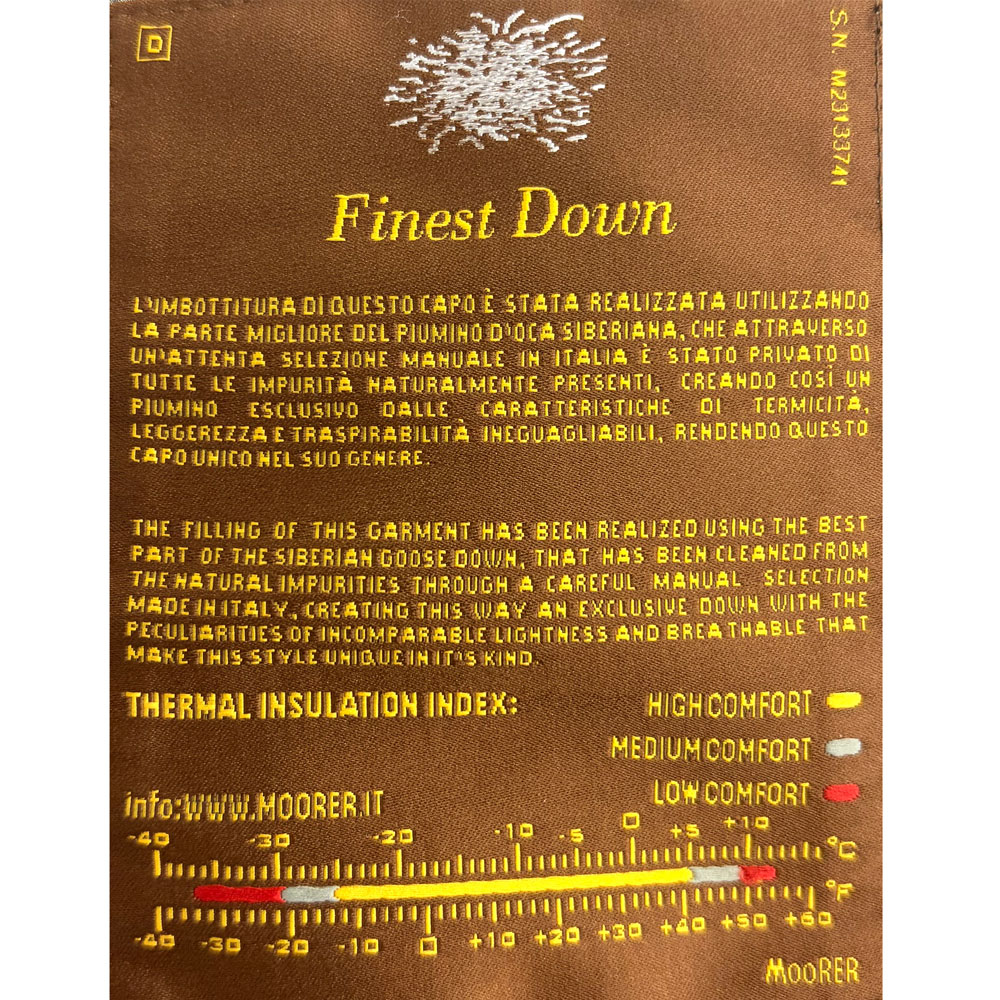 D
S.N. M23133741
Finest Down
L'IMBOTTITURA DI QUESTO CAPO È STATA REALIZZATA UTILIZZANDO
LA PARTE MIGLIORE DEL PIUMINO D'OCA SIBERIANA, CHE ATTRAVERSO
UN'ATTENTA SELEZIONE MANUALE IN ITALIA È STATO PRIVATO DI
TUTTE LE IMPURITÀ NATURALMENTE PRESENTI, CREANDO COSÌ UN
PIUMINO ESCLUSIVO DALLE CARATTERISTICHE DI TERMICITÀ,
LEGGEREZZA E TRASPIRABILITÀ INEGUAGLIABILI, RENDENDO QUESTO
CAPO UNICO NEL SUO GENERE.
THE FILLING OF THIS GARMENT HAS BEEN REALIZED USING THE BEST
PART OF THE SIBERIAN GOOSE DOWN, THAT HAS BEEN CLEANED FROM
THE NATURAL IMPURITIES THROUGH A CAREFUL MANUAL SELECTION
MADE IN ITALY, CREATING THIS WAY AN EXCLUSIVE DOWN WITH THE
PECULIARITIES OF INCOMPARABLE LIGHTNESS AND BREATHABLE THAT
MAKE THIS STYLE UNIQUE IN IT'S KIND.
THERMAL INSULATION INDEX:
HIGH COMFORT
MEDIUM COMFORT
LOW COMFORT
info:WWW.MOORER.IT
-40 -30 -20 -10 -5 0 +5 +10 °C
°F
-40 -30 -20 -10 0 +10 +20 +30 +40 +50 +60
MOORER